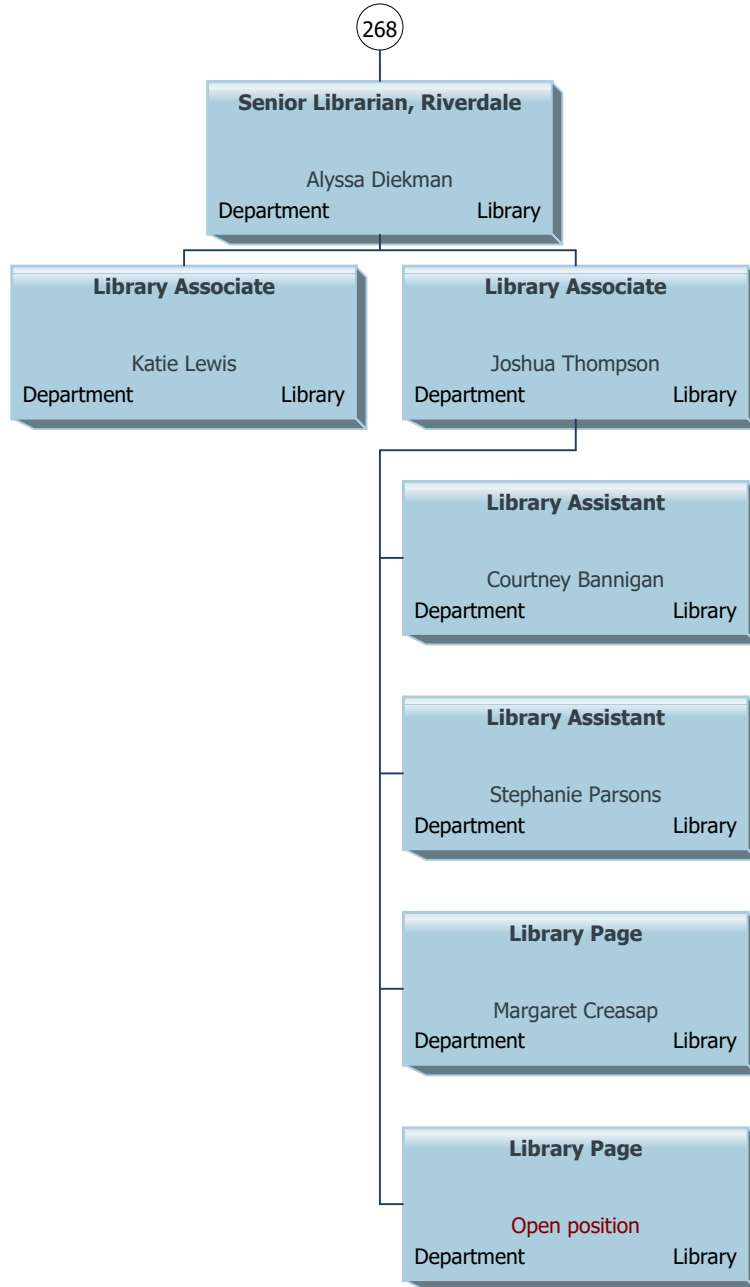 268
Senior Librarian, Riverdale
Alyssa Diekman
Department Library
Library Associate
Katie Lewis
Department Library
Library Associate
Joshua Thompson
Department Library
Library Assistant
Courtney Bannigan
Department Library
Library Assistant
Stephanie Parsons
Department Library
Library Page
Margaret Creasap
Department Library
Library Page
Open position
Department Library